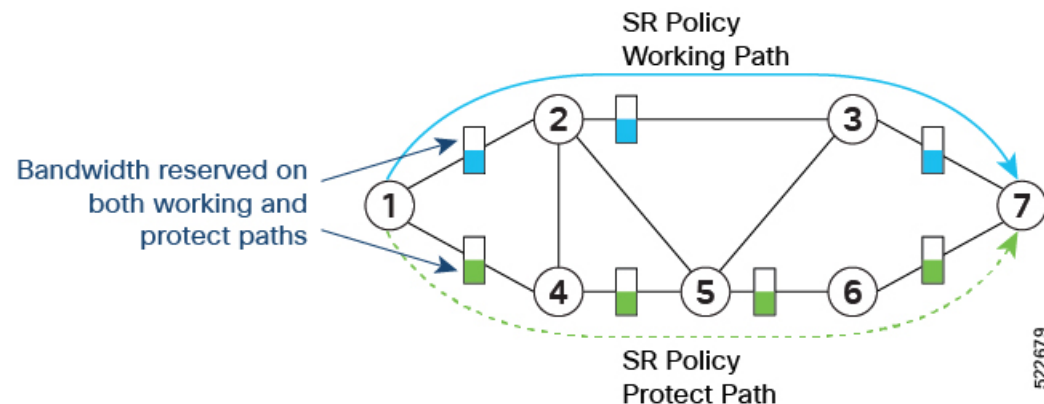 SR Policy
Working Path
2
3
Bandwidth reserved on
both working and
protect paths
1
7
4
5
6
SR Policy
Protect Path
522679